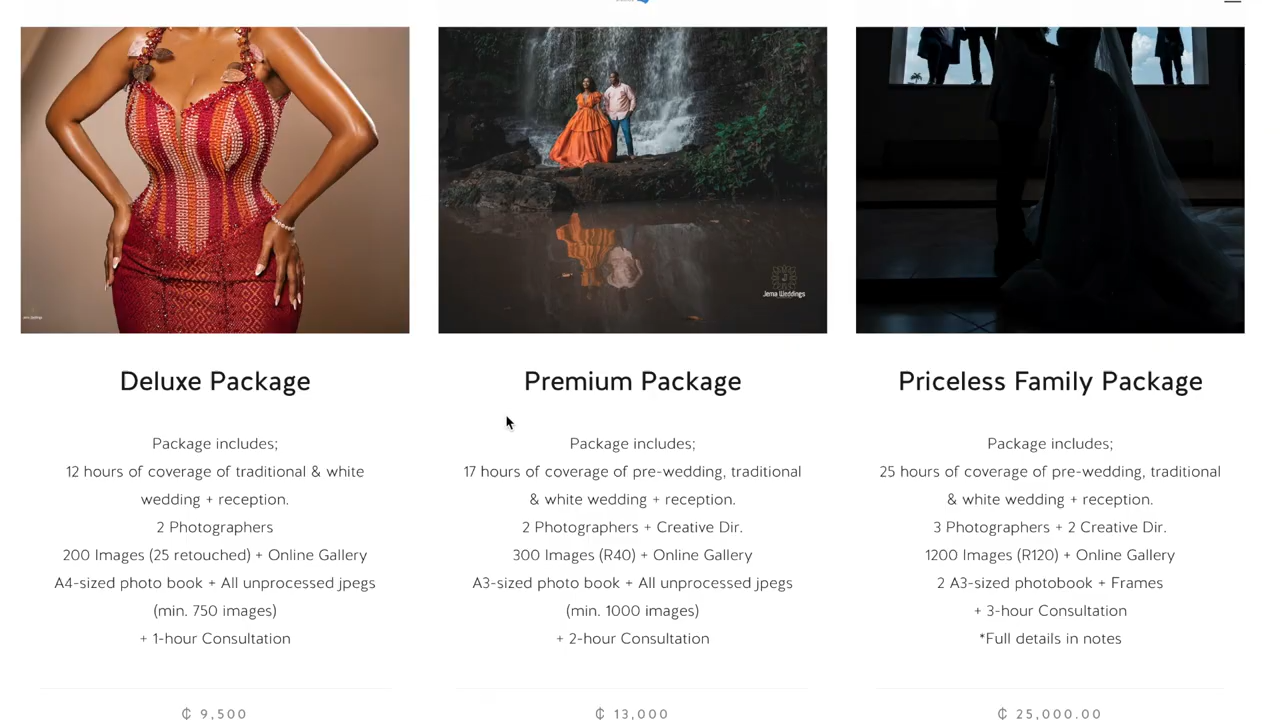 Jema Weddings
Deluxe Package
Package includes;
12 hours of coverage of traditional & white
wedding + reception.
2 Photographers
200 Images (25 retouched) + Online Gallery
A4-sized photo book + All unprocessed jpegs
(min. 750 images)
+ 1-hour Consultation
₵ 9,500
Premium Package
Package includes;
17 hours of coverage of pre-wedding, traditional
& white wedding + reception.
2 Photographers + Creative Dir.
300 Images (R40) + Online Gallery
A3-sized photo book + All unprocessed jpegs
(min. 1000 images)
+ 2-hour Consultation
₵ 13,000
Priceless Family Package
Package includes;
25 hours of coverage of pre-wedding, traditional
& white wedding + reception.
3 Photographers + 2 Creative Dir.
1200 Images (R120) + Online Gallery
2 A3-sized photobook + Frames
+ 3-hour Consultation
*Full details in notes
₵ 25,000.00